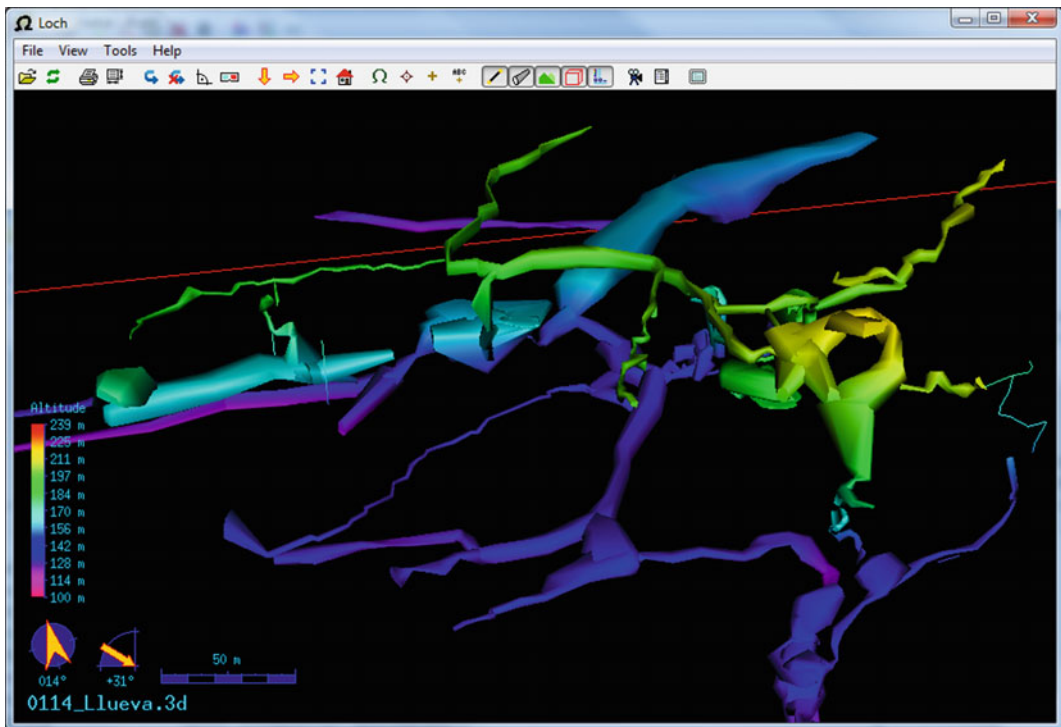 Ω Loch
File View Tools Help
Ω ABC
Altitude
239 m
225 m
211 m
197 m
184 m
170 m
156 m
142 m
128 m
114 m
100 m
014° +31° 50 m
0114_Llueva.3d